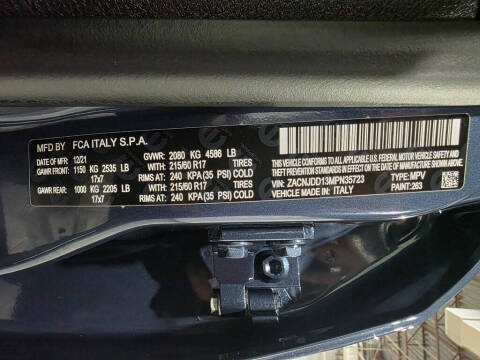 MFD BY FCA ITALY S.P.A.
12/21 GVWR: 2080 KG 4586 LB
GAWR FRONT: 1150 KG 2535 LB WITH 215/60 R17 TIRES
17x7 RIMS AT: 240 KPA(35 PSI) COLD
GAWR REAR: 1000 KG 2205 LB WITH 215/60 R17 TIRES
17x7 RIMS AT: 240 KPA(35 PSI) COLD
THIS VEHICLE CONFORMS TO ALL
APPLICABLE FEDERAL MOTOR
VEHICLE SAFETY, BUMPER, AND
THEFT PREVENTION STANDARDS
IN EFFECT ON THE DATE OF
MANUFACTURE SHOWN ABOVE.
VIN: ZACNJDD13MPN35723 TYPE: MPV
VEHICLE MADE IN: ITALY PAINT: 263